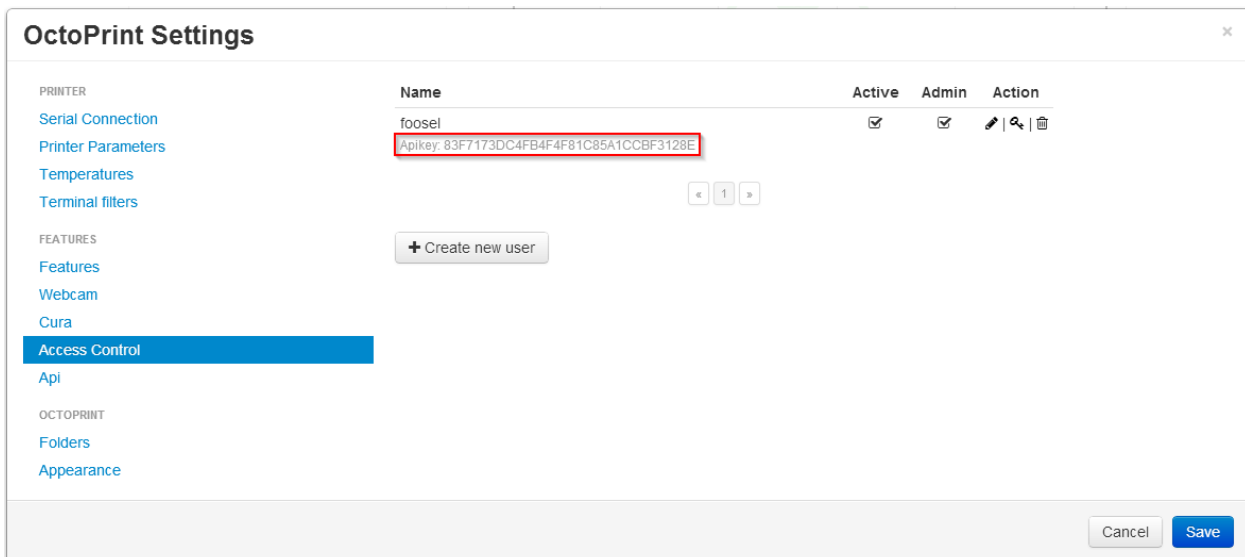 OctoPrint Settings
×
PRINTER
Serial Connection
Printer Parameters
Temperatures
Terminal filters
FEATURES
Features
Webcam
Cura
Access Control
Api
OCTOPRINT
Folders
Appearance
Name Active Admin Action
foosel | |
Apikey: 83F7173DC4FB4F4F81C85A1CCBF3128E
« 1 »
+ Create new user
Cancel Save